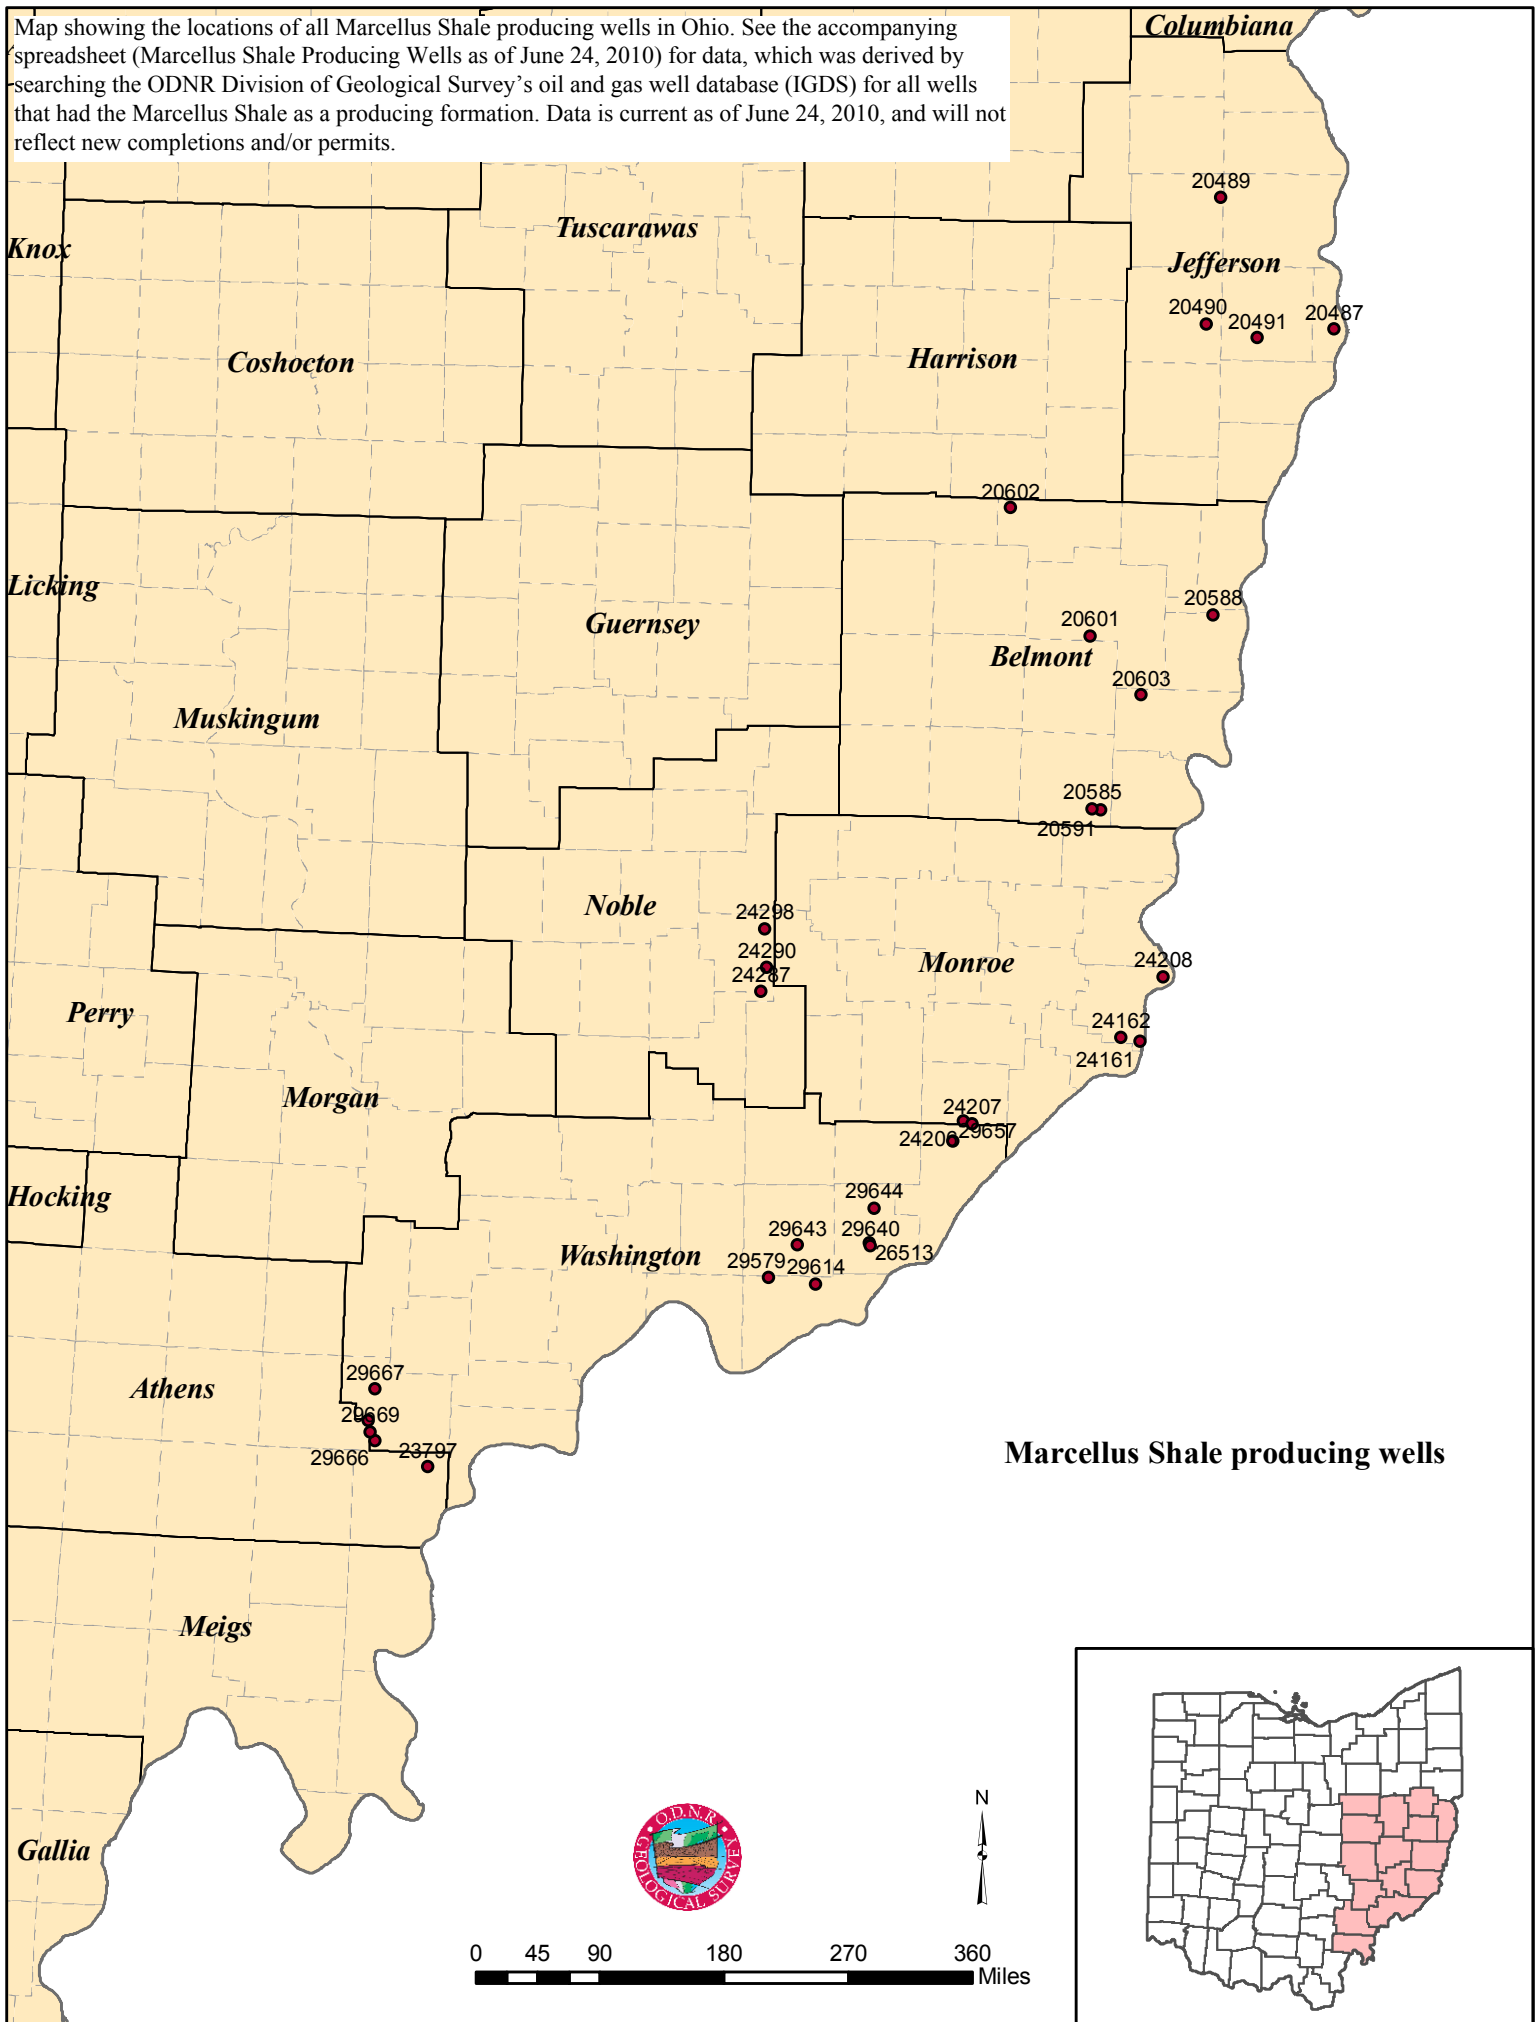 Map showing the locations of all Marcellus Shale producing wells in Ohio. See the accompanying
spreadsheet (Marcellus Shale Producing Wells as of June 24, 2010) for data, which was derived by
searching the ODNR Division of Geological Survey's oil and gas well database (IGDS) for all wells
that had the Marcellus Shale as a producing formation. Data is current as of June 24, 2010, and will not
reflect new completions and/or permits.
Columbiana
20489
Tuscarawas
Knox
Jefferson
20490
20491
20487
Coshocton
Harrison
20602
Licking
20588
20601
Guernsey
Belmont
20603
Muskingum
20585
20591
Noble
24298
24290
24287
Monroe
24208
Perry
24162
24161
Morgan
24207
29657
Hocking
29644
29643
29640
26513
Washington
29579
29614
29667
Athens
29669
29666
23797
Marcellus Shale producing wells
Meigs
Gallia
O.D.N.R.
GEOLOGICAL SURVEY
N
0 45 90 180 270 360
Miles